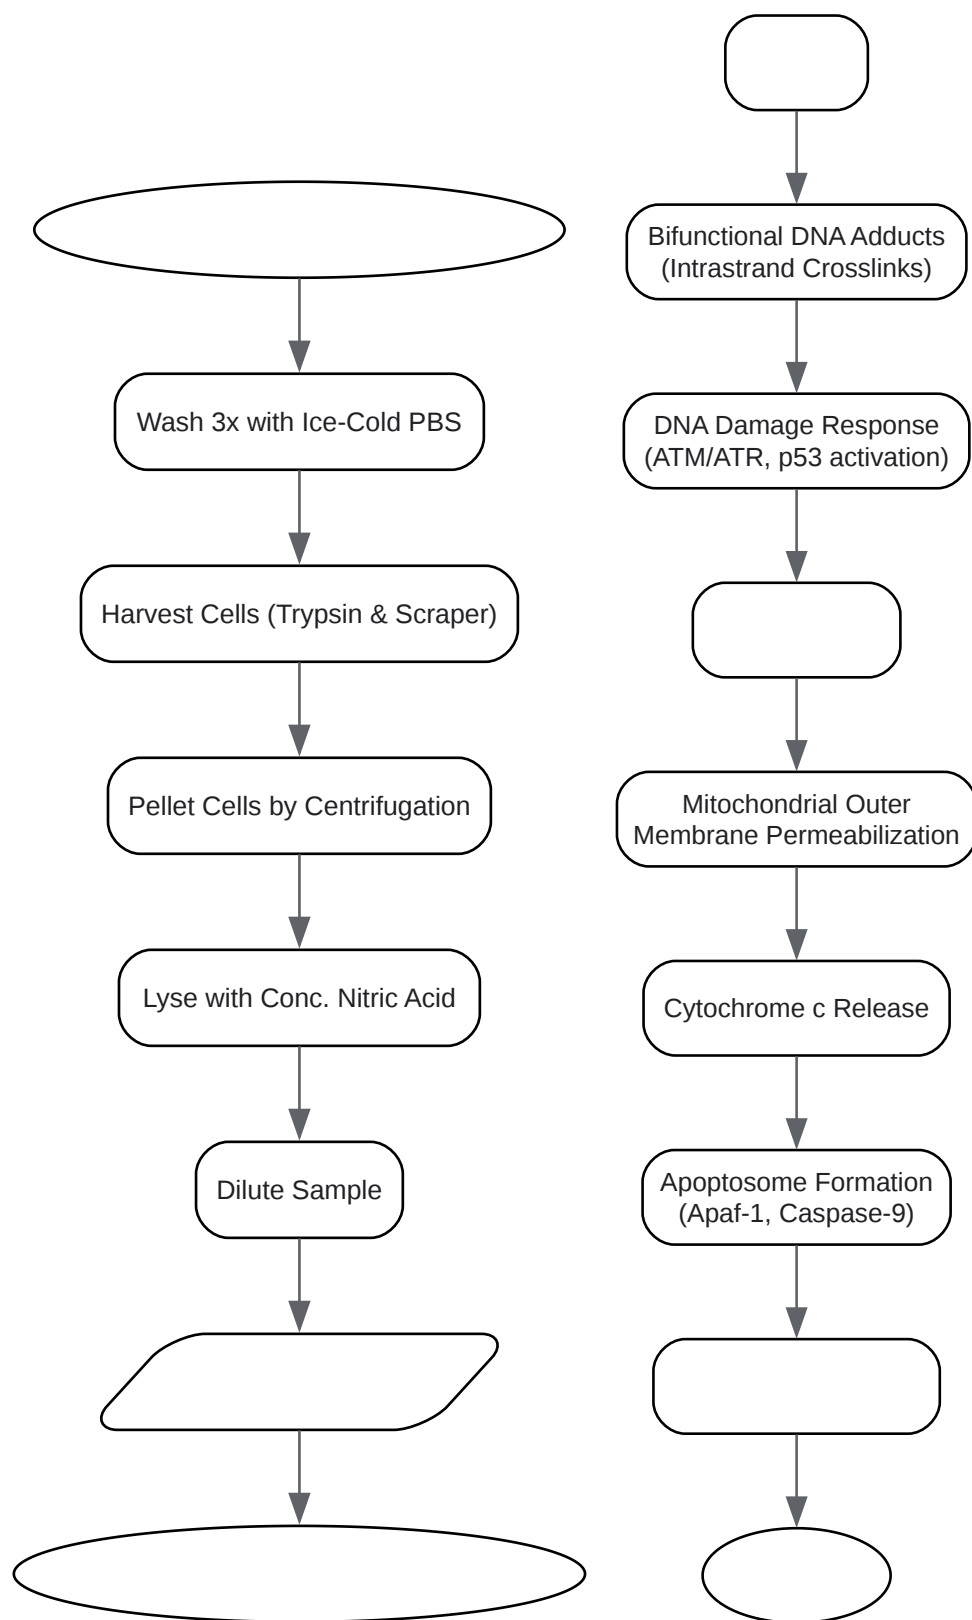 Wash 3x with Ice-Cold PBS
Harvest Cells (Trypsin & Scraper)
Pellet Cells by Centrifugation
Lyse with Conc. Nitric Acid
Dilute Sample
Bifunctional DNA Adducts
(Intrastrand Crosslinks)
DNA Damage Response
(ATM/ATR, p53 activation)
Mitochondrial Outer
Membrane Permeabilization
Cytochrome c Release
Apoptosome Formation
(Apaf-1, Caspase-9)